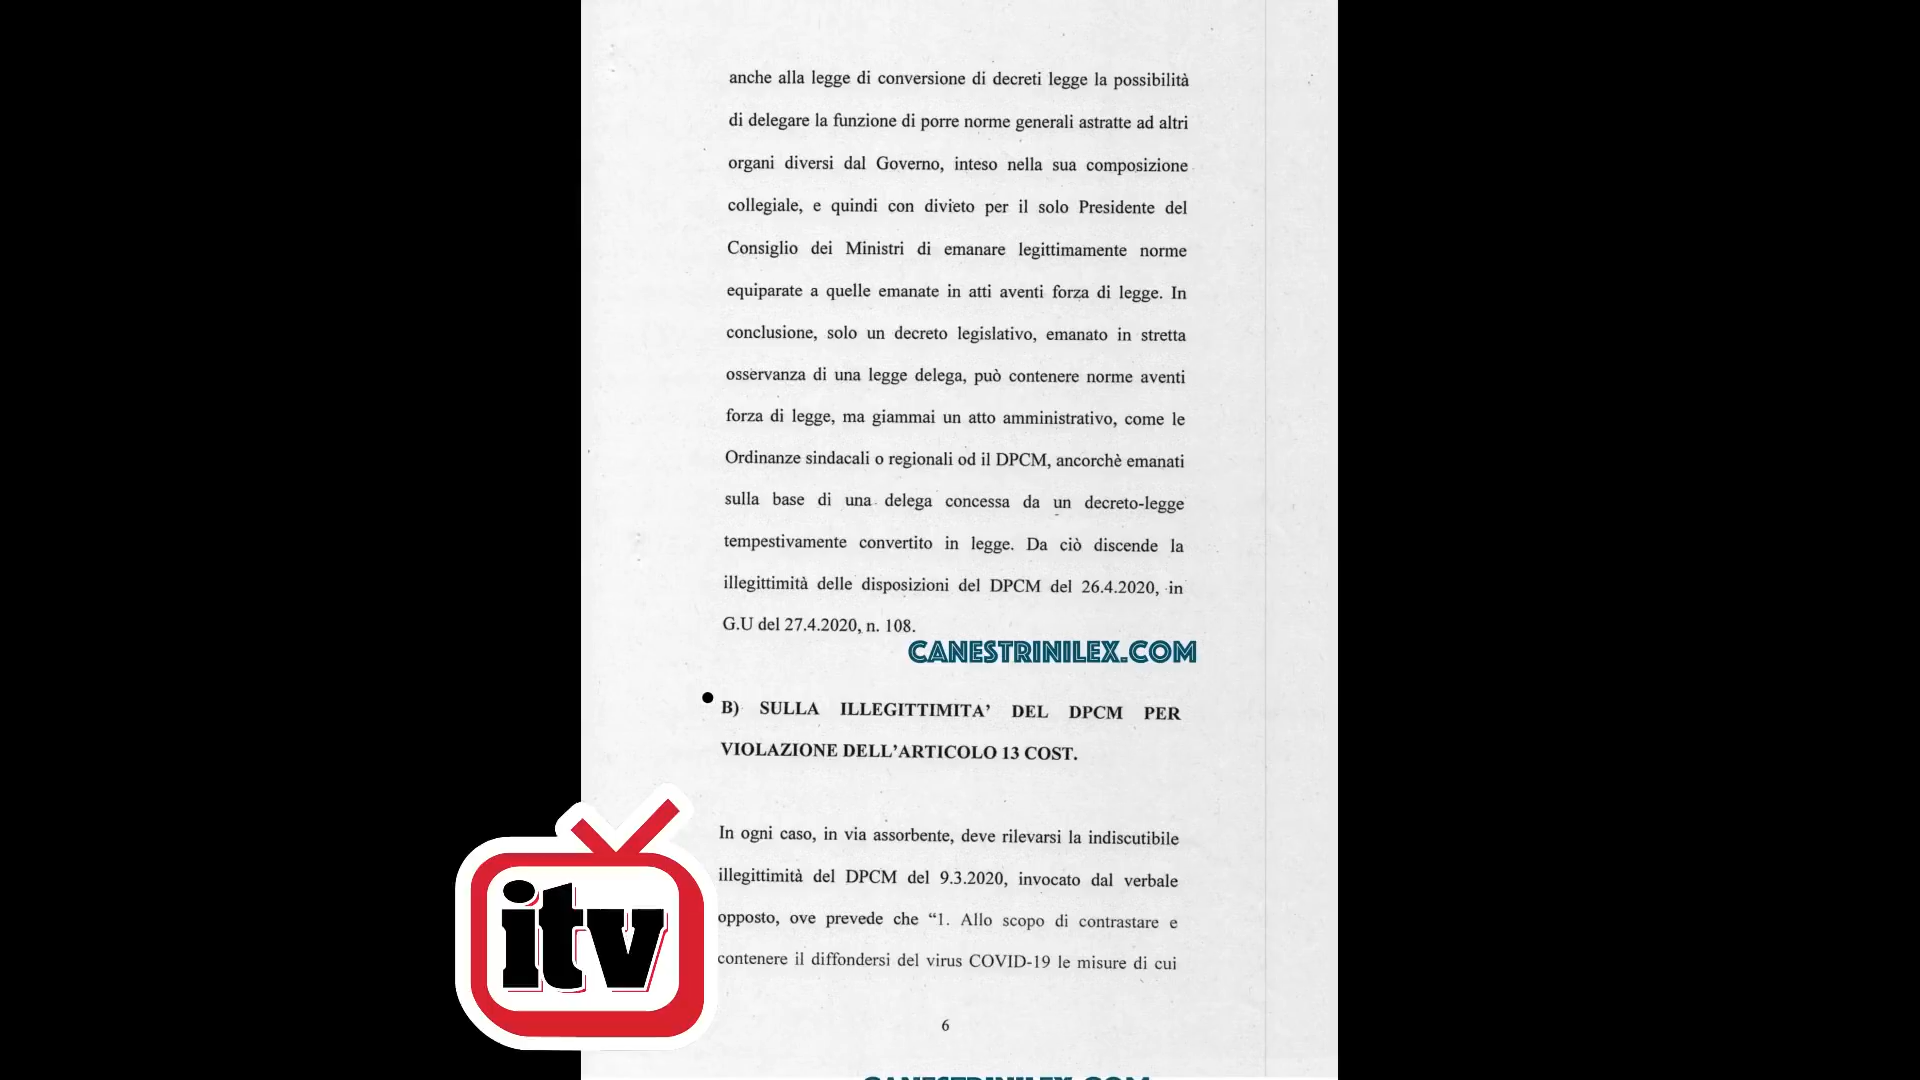 anche alla legge di conversione di decreti legge la possibilità
di delegare la funzione di porre norme generali astratte ad altri
organi diversi dal Governo, inteso nella sua composizione
collegiale, e quindi con divieto per il solo Presidente del
Consiglio dei Ministri di emanare legittimamente norme
equiparate a quelle emanate in atti aventi forza di legge. In
conclusione, solo un decreto legislativo, emanato in stretta
osservanza di una legge delega, può contenere norme aventi
forza di legge, ma giammai un atto amministrativo, come le
Ordinanze sindacali o regionali od il DPCM, ancorchè emanati
sulla base di una delega concessa da un decreto-legge
tempestivamente convertito in legge. Da ciò discende la
illegittimità delle disposizioni del DPCM del 26.4.2020, in
G.U del 27.4.2020, n. 108.
CANESTRINILEX.COM
• B) SULLA ILLEGITTIMITA’ DEL DPCM PER
VIOLAZIONE DELL’ARTICOLO 13 COST.
In ogni caso, in via assorbente, deve rilevarsi la indiscutibile
illegittimità del DPCM del 9.3.2020, invocato dal verbale
opposto, ove prevede che “1. Allo scopo di contrastare e
contenere il diffondersi del virus COVID-19 le misure di cui
itv
6
CANESTRINILEX.COM